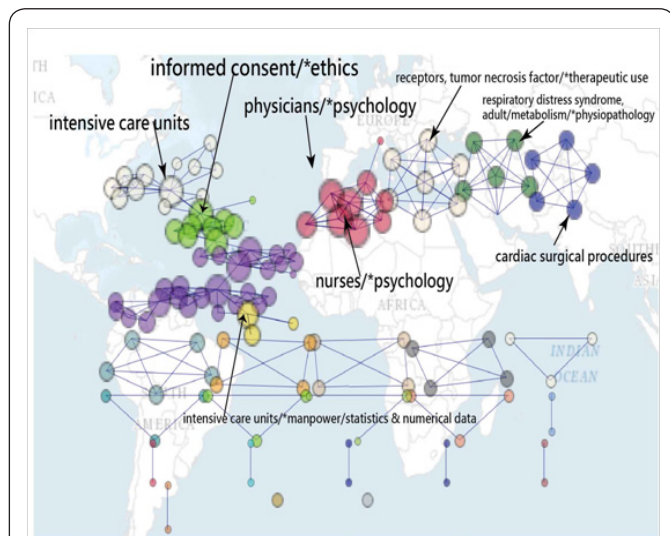 informed consent/*ethics
receptors, tumor necrosis factor/*therapeutic use
physicians/*psychology
respiratory distress syndrome,
adult/metabolism/*physiopathology
intensive care units
cardiac surgical procedures
nurses/*psychology
AFRICA
INDIAN
OCEAN
intensive care units/*manpower/statistics & numerical data
AMERICA